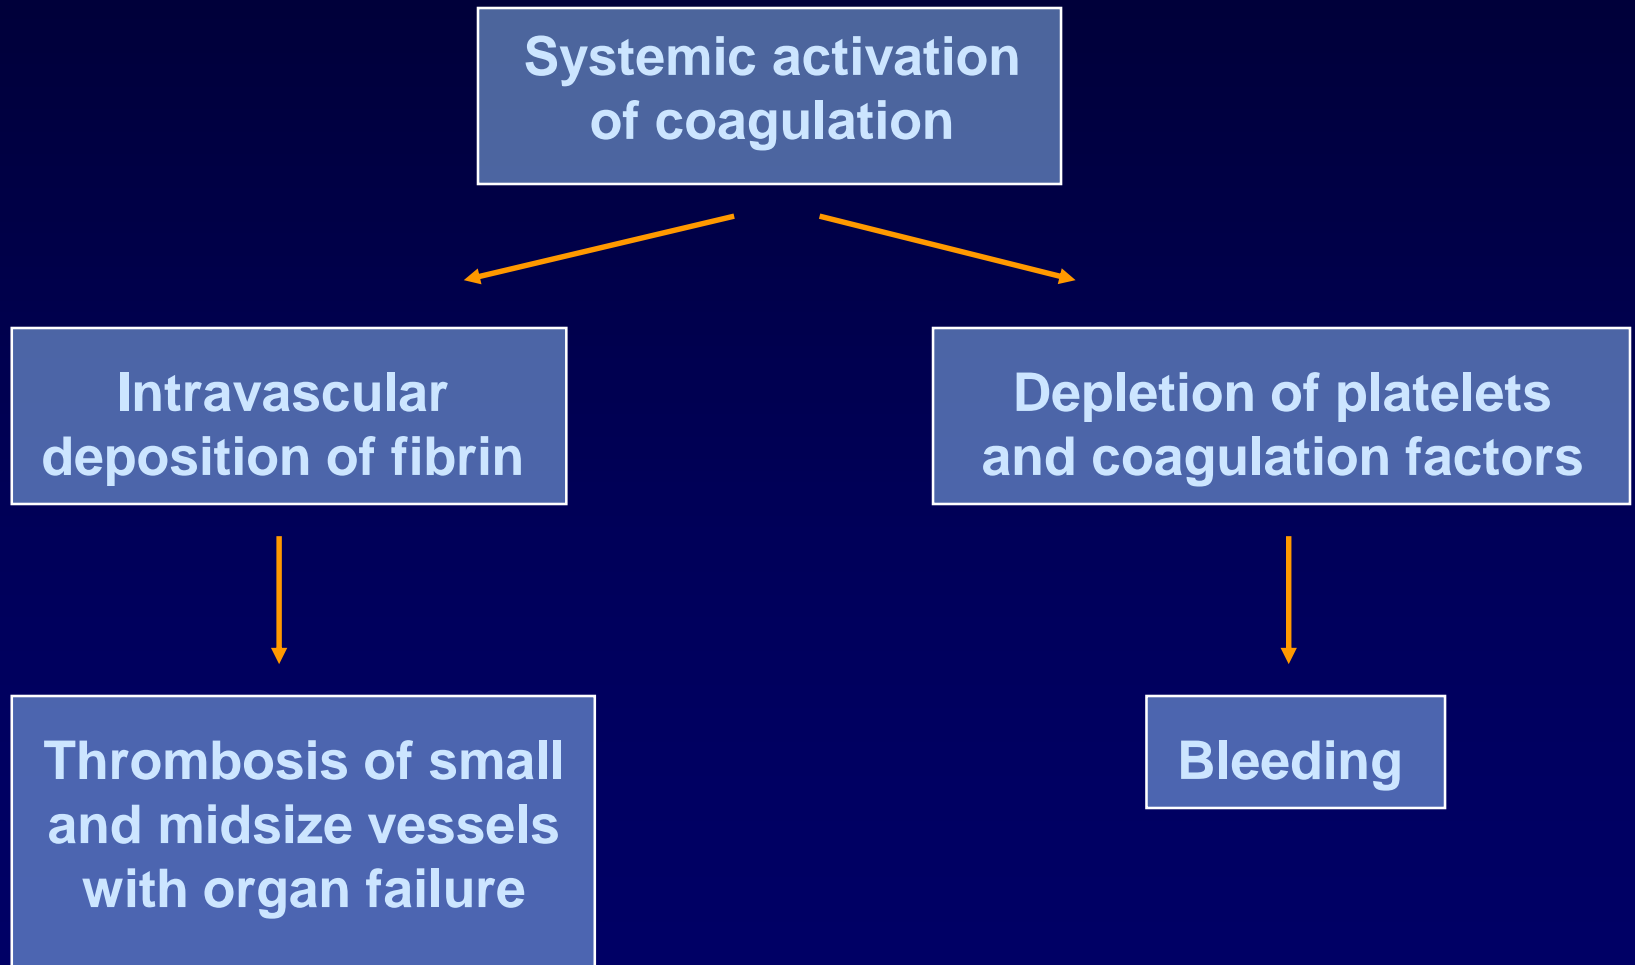 Systemic activation
of coagulation
Intravascular
deposition of fibrin
Depletion of platelets
and coagulation factors
Thrombosis of small
and midsize vessels
with organ failure
Bleeding